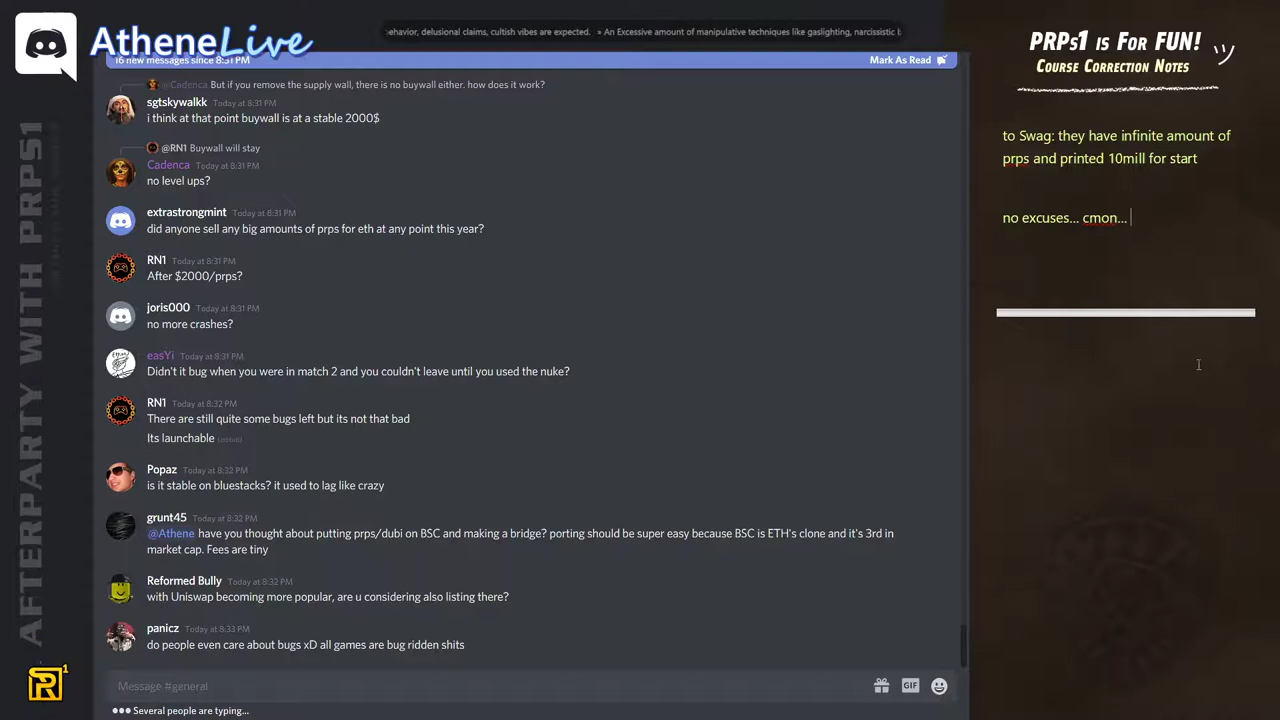 AtheneLive
ehavior, delusional claims, cultish vibes are expected. » An Excessive amount of manipulative techniques like gaslighting, narcissistic
16 new messages since 8:31 PM
Mark As Read
@Cadenca But if you remove the supply wall, there is no buywall either. how does it work?
sgtskywalkk Today at 8:31 PM
i think at that point buywall is at a stable 2000$
@RN1 Buywall will stay
Cadenca Today at 8:31 PM
no level ups?
extrastrongmint Today at 8:31 PM
did anyone sell any big amounts of prps for eth at any point this year?
RN1 Today at 8:31 PM
After $2000/prps?
joris000 Today at 8:31 PM
no more crashes?
easYi Today at 8:31 PM
Didn't it bug when you were in match 2 and you couldn't leave until you used the nuke?
RN1 Today at 8:32 PM
There are still quite some bugs left but its not that bad
Its launchable (edited)
Popaz Today at 8:32 PM
is it stable on bluestacks? it used to lag like crazy
grunt45 Today at 8:32 PM
@Athene have you thought about putting prps/dubi on BSC and making a bridge? porting should be super easy because BSC is ETH's clone and it's 3rd in
market cap. Fees are tiny
Reformed Bully Today at 8:32 PM
with Uniswap becoming more popular, are u considering also listing there?
panicz Today at 8:33 PM
do people even care about bugs xD all games are bug ridden shits
Message #general
GIF
Several people are typing...
PRPs1 is For FUN! ツ
Course Correction Notes
to Swag: they have infinite amount of
prps and printed 10mill for start
no excuses... cmon...
AFTERPARTY WITH PRPS1
R1